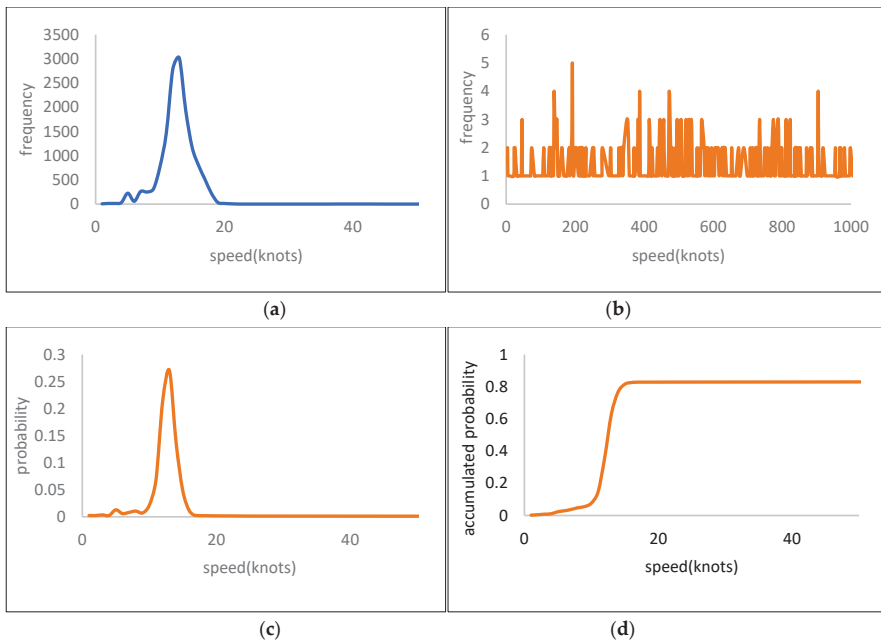 3500
3000
2500
2000
1500
1000
500
0
frequency
0 20 40
speed(knots)
(a)
6
5
4
3
2
1
0
frequency
0 200 400 600 800 1000
speed(knots)
(b)
0.3
0.25
0.2
0.15
0.1
0.05
0
probability
0 20 40
speed(knots)
(c)
1
0.8
0.6
0.4
0.2
0
accumulated probability
0 20 40
speed(knots)
(d)